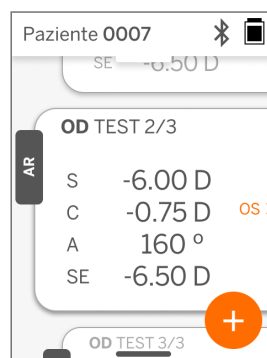 Paziente 0007
SE -6.50 D
OD TEST 2/3
AR
S -6.00 D
C -0.75 D
OS
A 160 º
SE -6.50 D
+
OD TEST 3/3